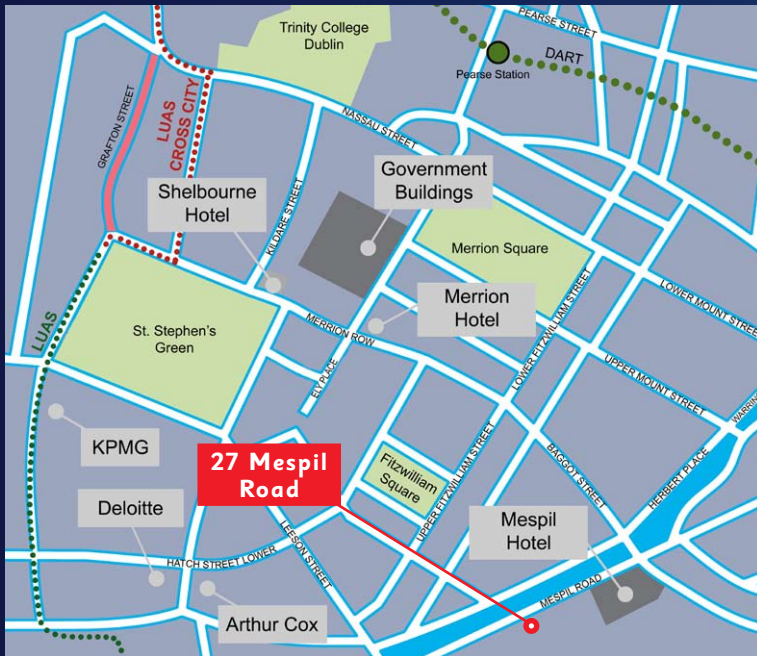 Trinity College
Dublin
PEARSE STREET
DART
Pearse Station
GRAFTON STREET
LUAS
CROSS CITY
NASSAU STREET
Shelbourne
Hotel
KILDARE STREET
Government
Buildings
Merrion Square
LOWER MOUNT STREET
Merrion
Hotel
LUAS
St. Stephen's
Green
MERRION ROW
ELY PLACE
LOWER FITZWILLIAM STREET
UPPER MOUNT STREET
KPMG
27 Mespil
Road
Fitzwilliam
Square
UPPER FITZWILLIAM STREET
BAGGOT STREET
HERBERT PLACE
WARRING
Deloitte
LEESON STREET
Mespil
Hotel
HATCH STREET LOWER
MESPIL ROAD
Arthur Cox